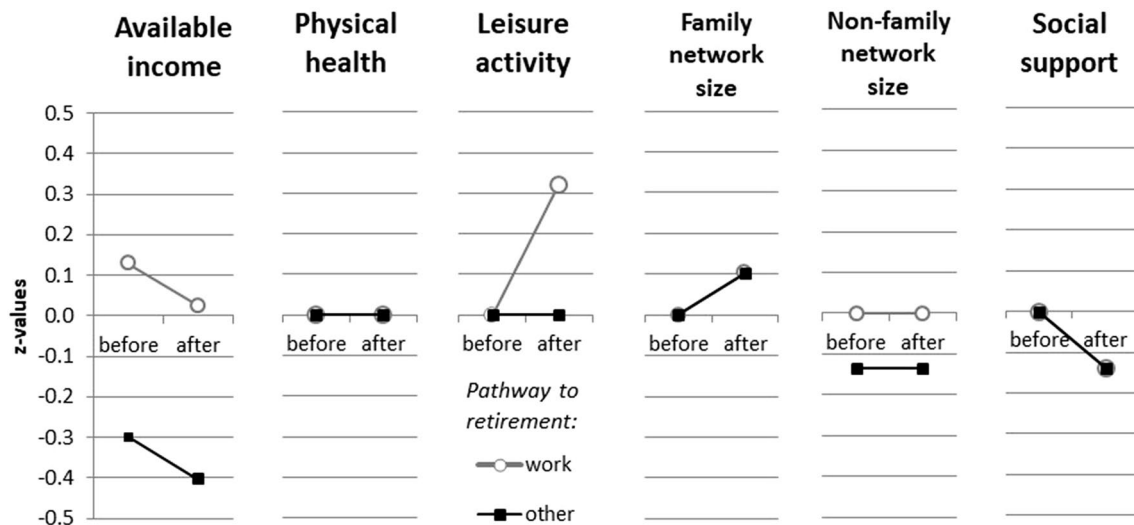 Available
income
Physical
health
Leisure
activity
Family
network
size
Non-family
network
size
Social
support
z-values
0.5
0.4
0.3
0.2
0.1
0.0
-0.1
-0.2
-0.3
-0.4
-0.5
before after
before after
before after
before after
before after
before after
Pathway to
retirement:
work
other